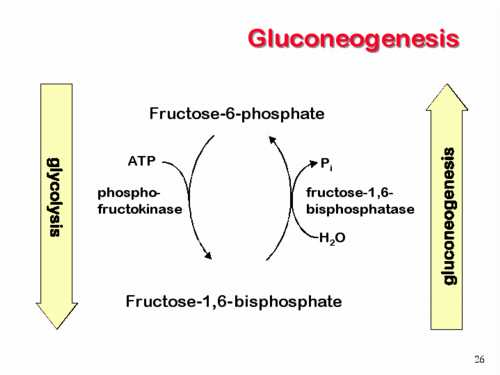 Gluconeogenesis
glycolysis
Fructose-6-phosphate
ATP
phospho-
fructokinase
P i
fructose-1,6-
bisphosphatase
H2O
Fructose-1,6-bisphosphate
gluconeogenesis
26